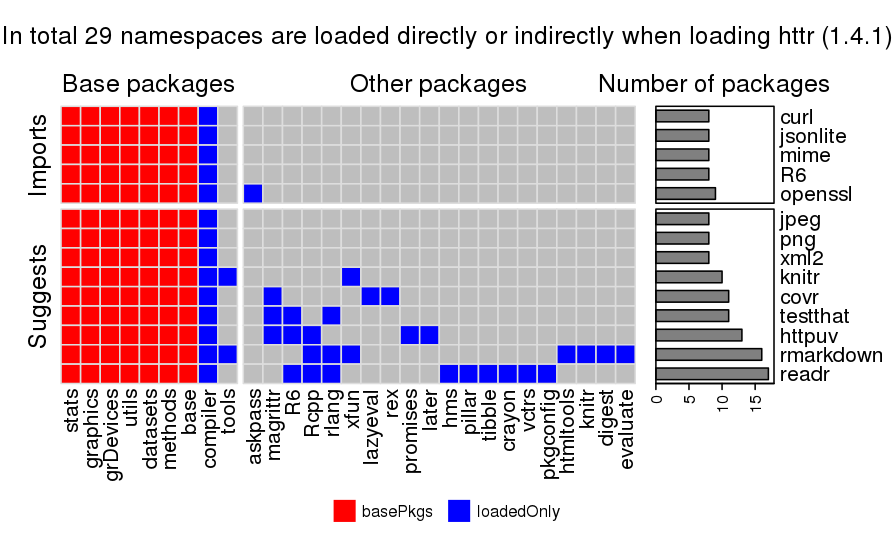 In total 29 namespaces are loaded directly or indirectly when loading httr (1.4.1)
Base packages
Other packages
Number of packages
Imports
curl
jsonlite
mime
R6
openssl
Suggests
jpeg
png
xml2
knitr
covr
testthat
httpuv
rmarkdown
readr
0
5
10
15
stats
graphics
grDevices
utils
datasets
methods
base
compiler
tools
askpass
magrittr
R6
Rcpp
rlang
xfun
lazyeval
rex
promises
later
hms
pillar
tibble
crayon
vctrs
pkgconfig
htmltools
knitr
digest
evaluate
basePkgs
loadedOnly